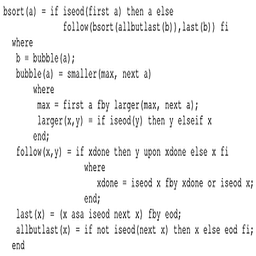 bsort(a) = if iseod(first a) then a else
follow(bsort(allbutlast(b)),last(b)) fi
where
b = bubble(a);
bubble(a) = smaller(max, next a)
where
max = first a fby larger(max, next a);
larger(x,y) = if iseod(y) then y elseif x
end;
follow(x,y) = if xdone then y upon xdone else x fi
where
xdone = iseod x fby xdone or iseod x;
end;
last(x) = (x asa iseod next x) fby eod;
allbutlast(x) = if not iseod(next x) then x else eod fi;
end